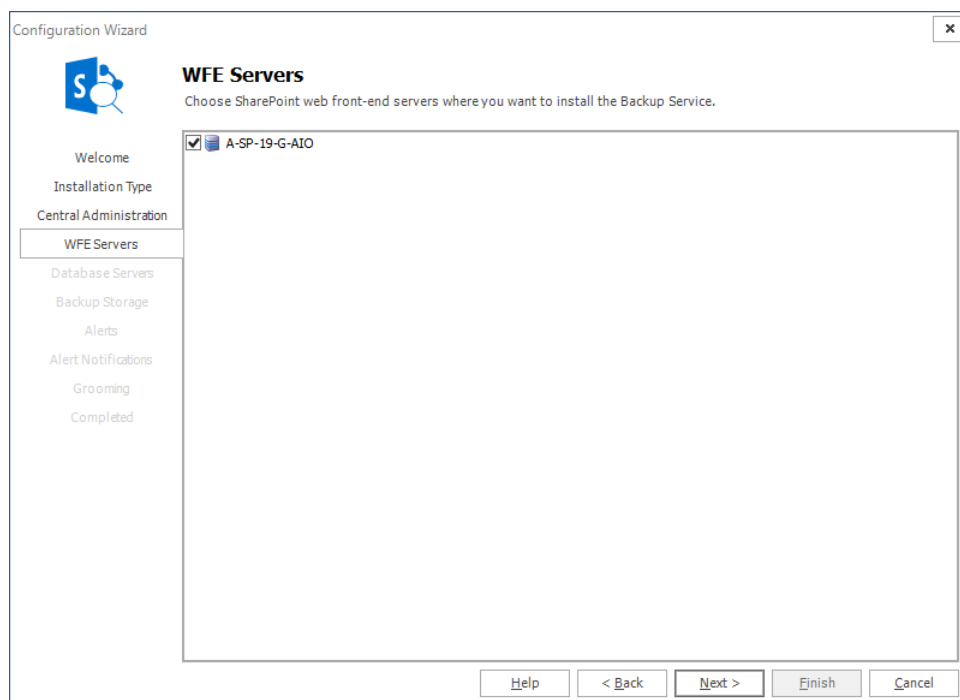 Configuration Wizard
S
WFE Servers
Choose SharePoint web front-end servers where you want to install the Backup Service.
A-SP-19-G-AIO
Welcome
Installation Type
Central Administration
WFE Servers
Database Servers
Backup Storage
Alerts
Alert Notifications
Grooming
Completed
Help
< Back
Next >
Finish
Cancel